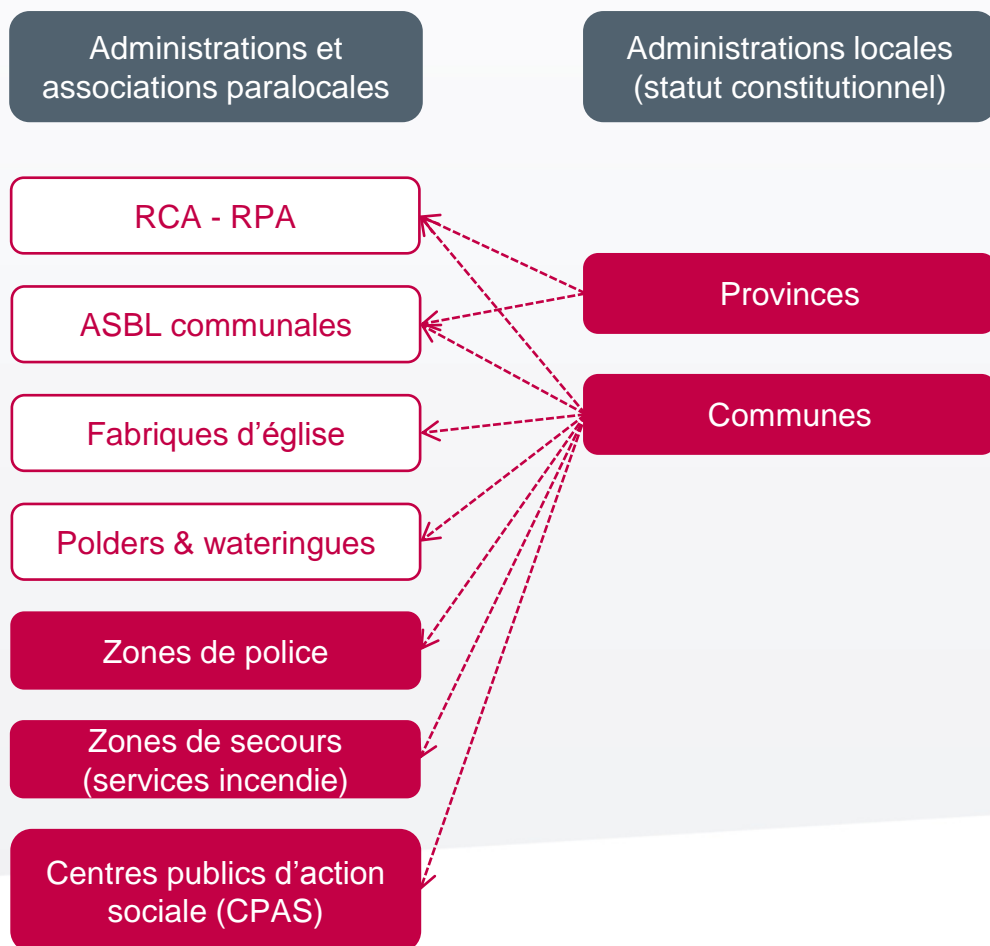 Administrations et
associations paralocales
Administrations locales
(statut constitutionnel)
RCA - RPA
ASBL communales
Fabriques d’église
Polders & wateringues
Zones de police
Zones de secours
(services incendie)
Centres publics d’action
sociale (CPAS)
Provinces
Communes